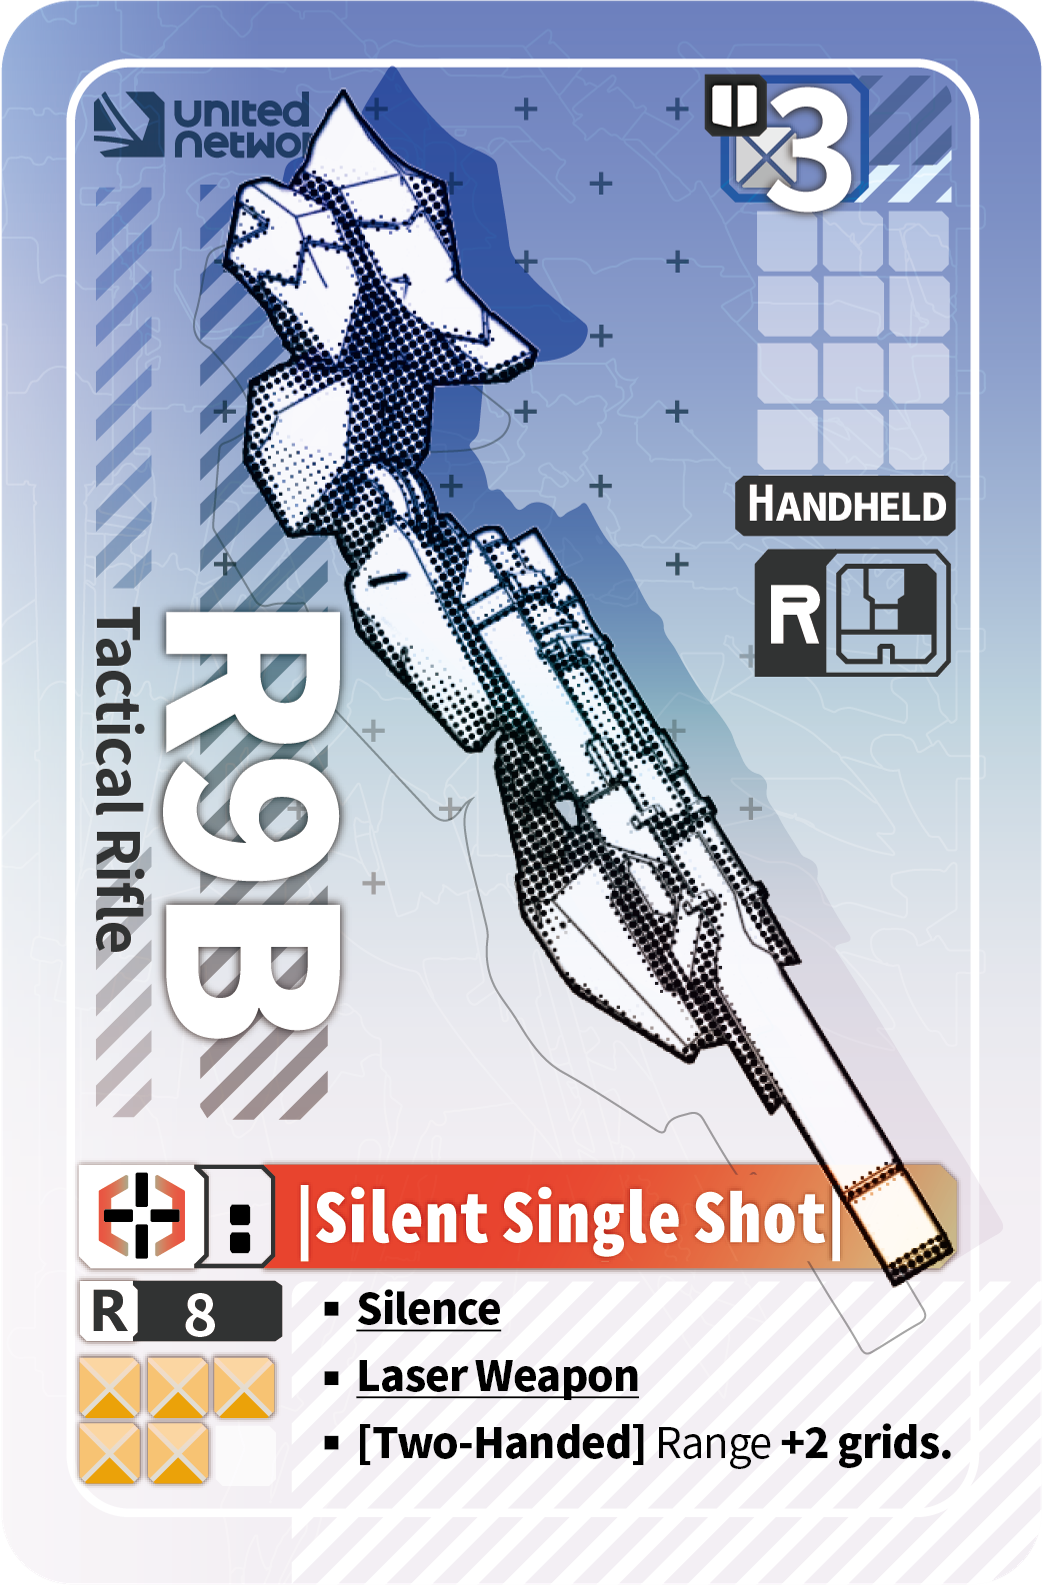 united
networ
3
HANDHELD
R
Tactical Rifle
R9B
|Silent Single Shot|
R 8
▪ Silence
▪ Laser Weapon
▪ [Two-Handed] Range +2 grids.